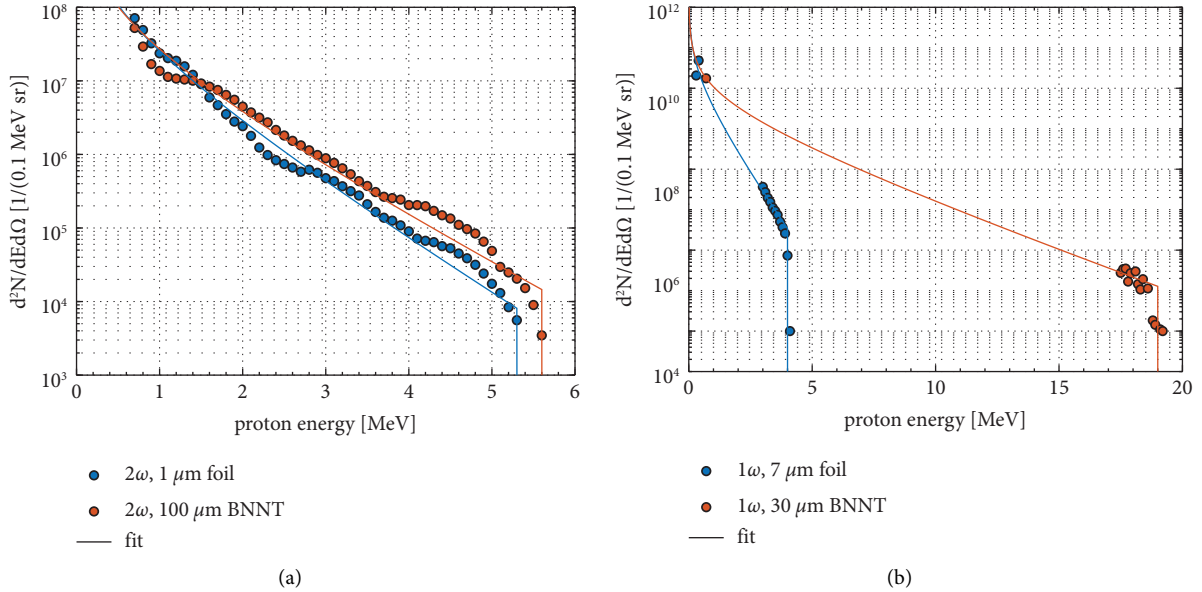 10⁸
10⁷
10⁶
10⁵
10⁴
10³
d²N/dEdΩ [1/(0.1 MeV sr)]
0 1 2 3 4 5 6
proton energy [MeV]
2ω, 1 μm foil
2ω, 100 μm BNNT
fit
(a)
10¹²
10¹⁰
10⁸
10⁶
10⁴
d²N/dEdΩ [1/(0.1 MeV sr)]
0 5 10 15 20
proton energy [MeV]
1ω, 7 μm foil
1ω, 30 μm BNNT
fit
(b)